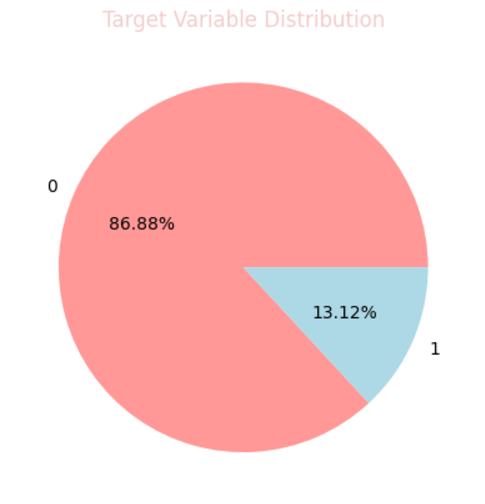 Target Variable Distribution
0
86.88%
13.12%
1